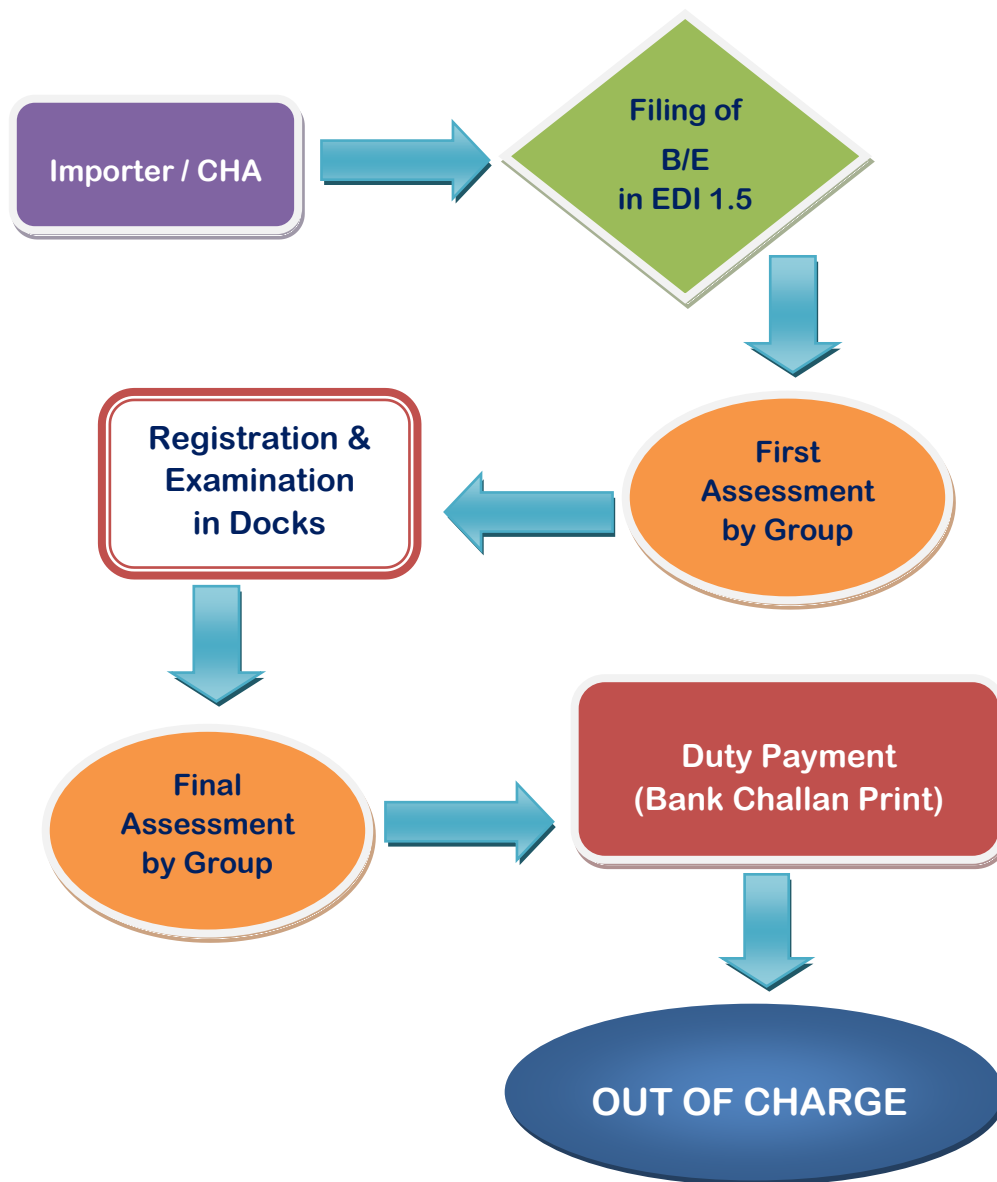 Importer / CHA
Filing of
B/E
in EDI 1.5
First
Assessment
by Group
Registration &
Examination
in Docks
Final
Assessment
by Group
Duty Payment
(Bank Challan Print)
OUT OF CHARGE